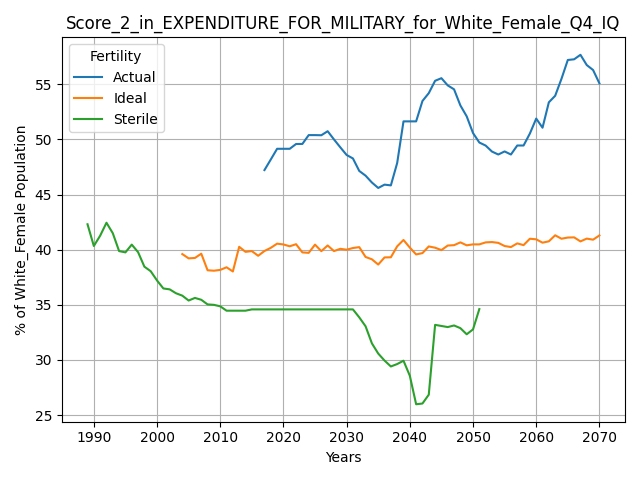 Score_2_in_EXPENDITURE_FOR_MILITARY_for_White_Female_Q4_IQ
Fertility
Actual
Ideal
Sterile
% of White_Female Population
55
50
45
40
35
30
25
1990 2000 2010 2020 2030 2040 2050 2060 2070
Years